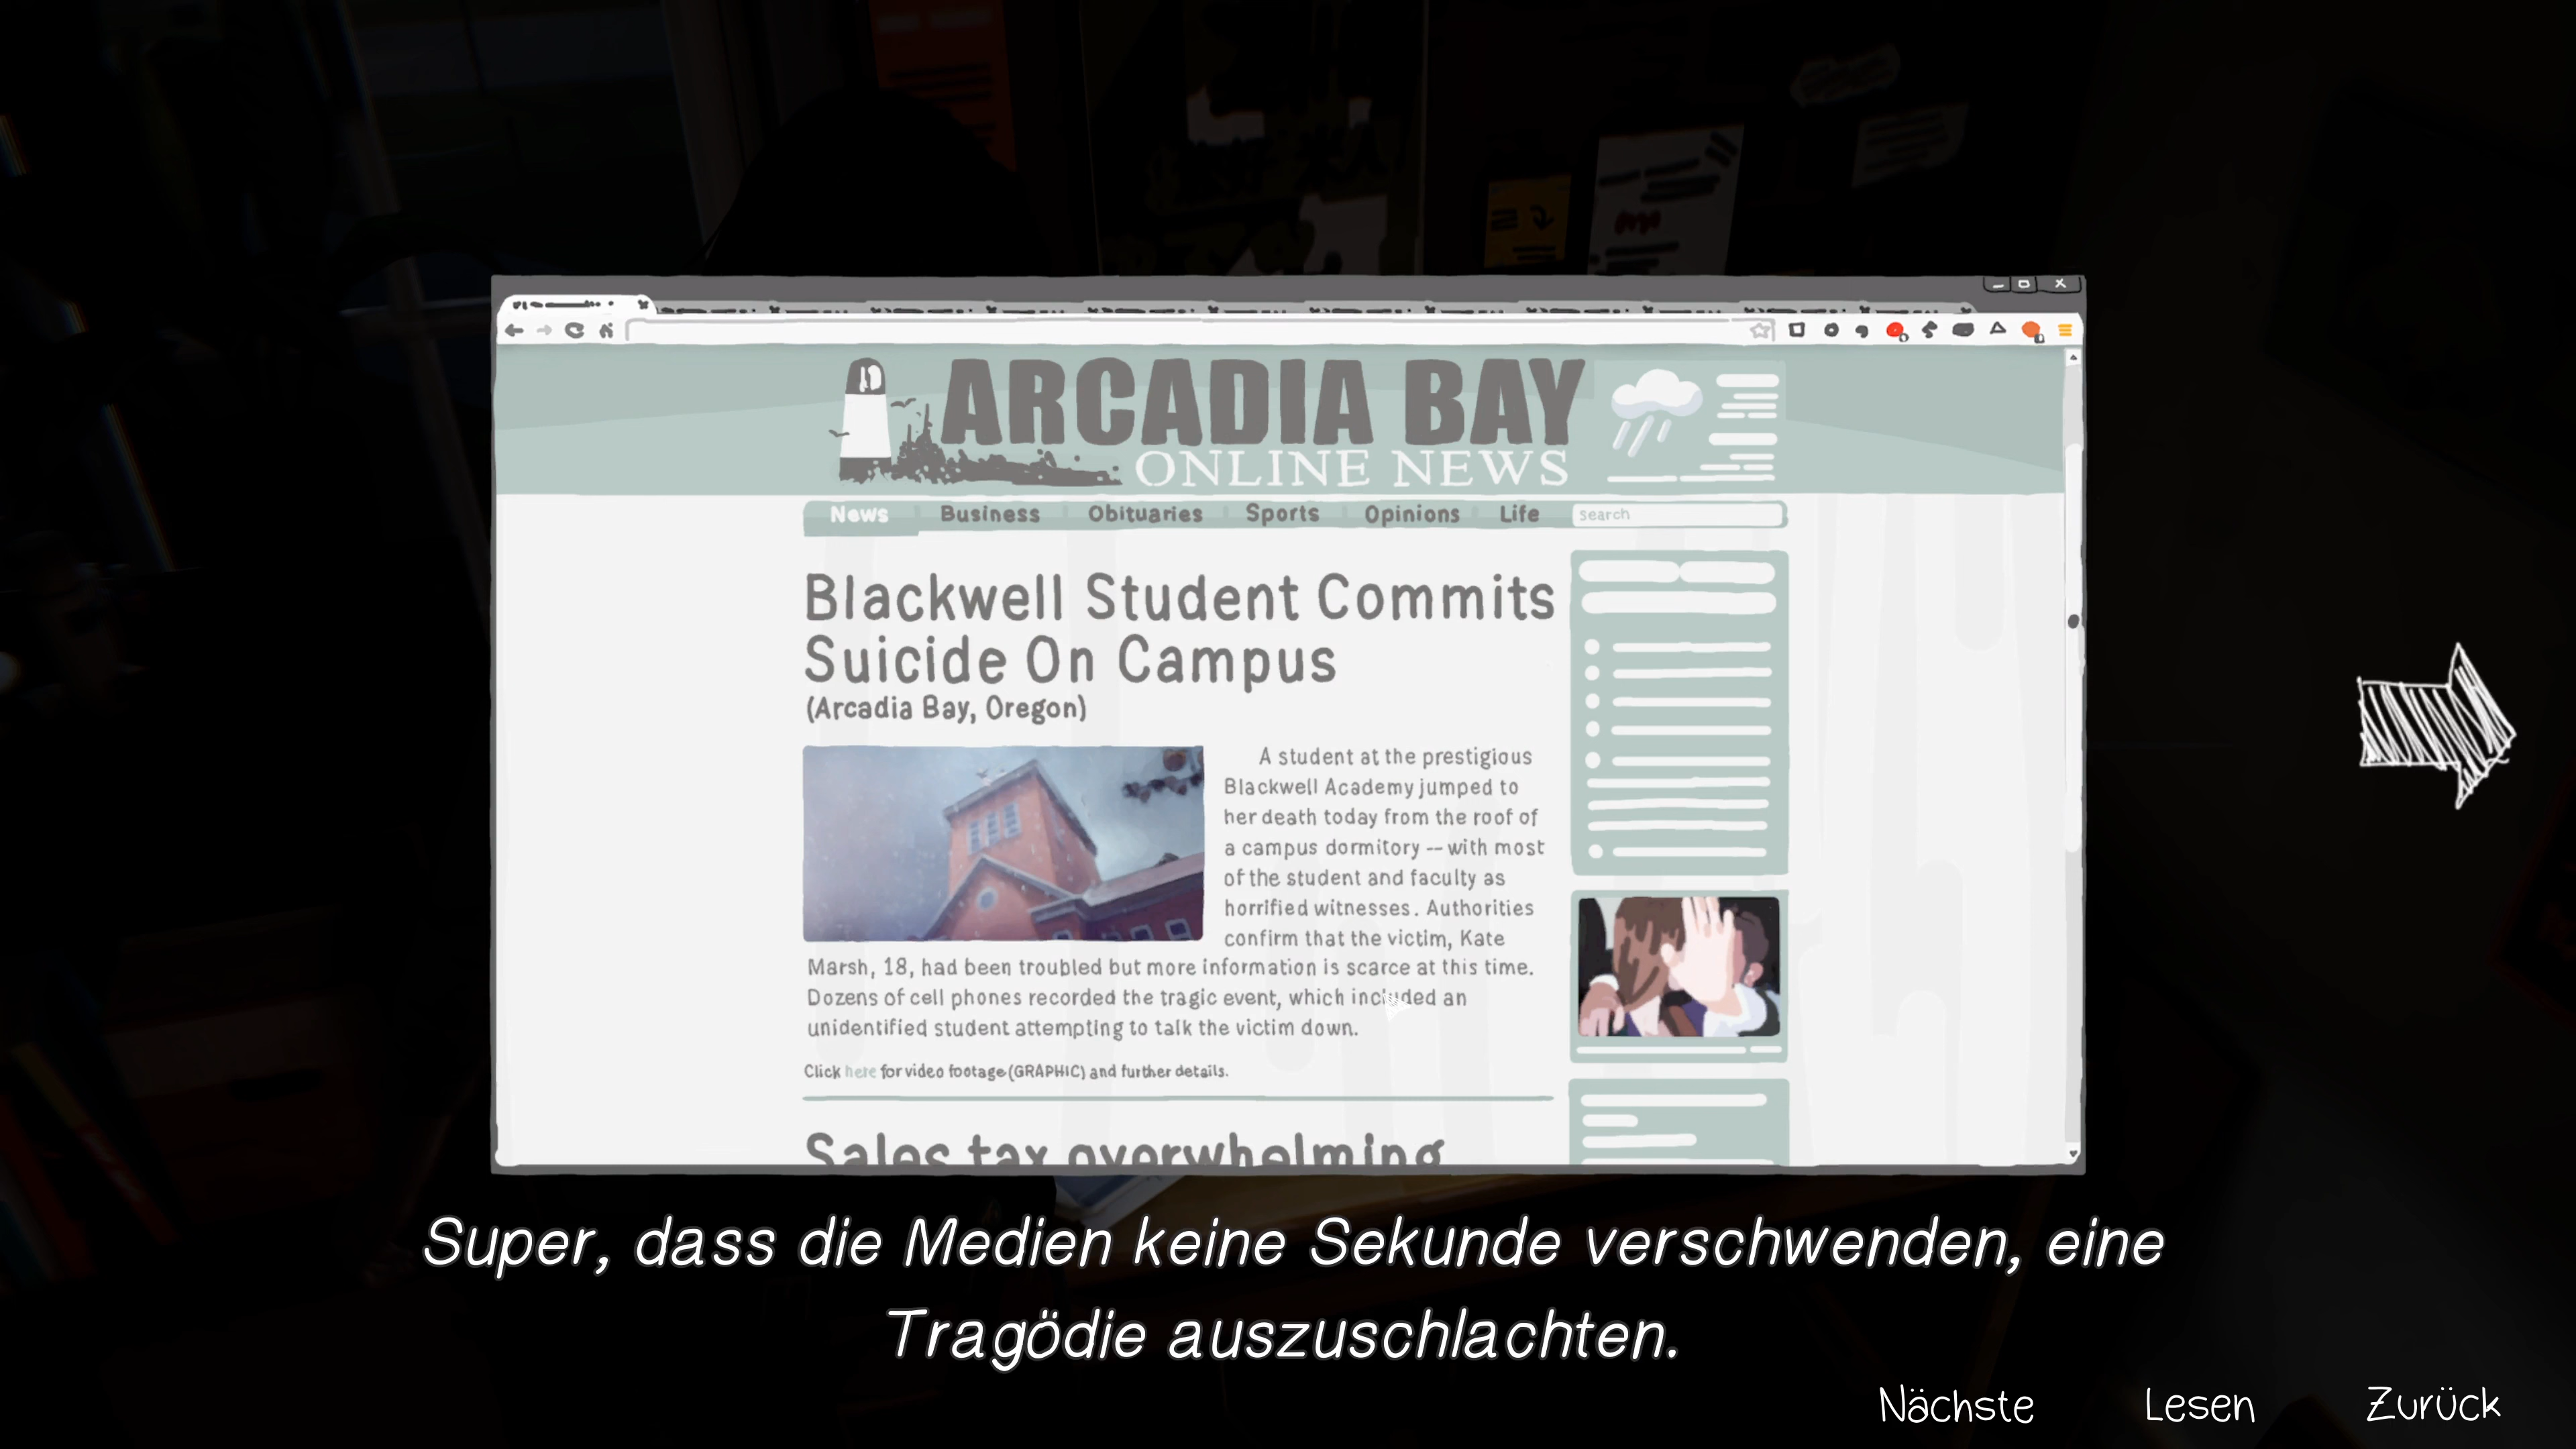 ARCADIA BAY
ONLINE NEWS
News Business Obituaries Sports Opinions Life search
Blackwell Student Commits
Suicide On Campus
(Arcadia Bay, Oregon)
A student at the prestigious
Blackwell Academy jumped to
her death today from the roof of
a campus dormitory -- with most
of the student and faculty as
horrified witnesses. Authorities
confirm that the victim, Kate
Marsh, 18, had been troubled but more information is scarce at this time.
Dozens of cell phones recorded the tragic event, which included an
unidentified student attempting to talk the victim down.
Click here for video footage (GRAPHIC) and further details.
Sales tax overwhelming
Super, dass die Medien keine Sekunde verschwenden, eine
Tragödie auszuschlachten.
Nächste Lesen Zurück